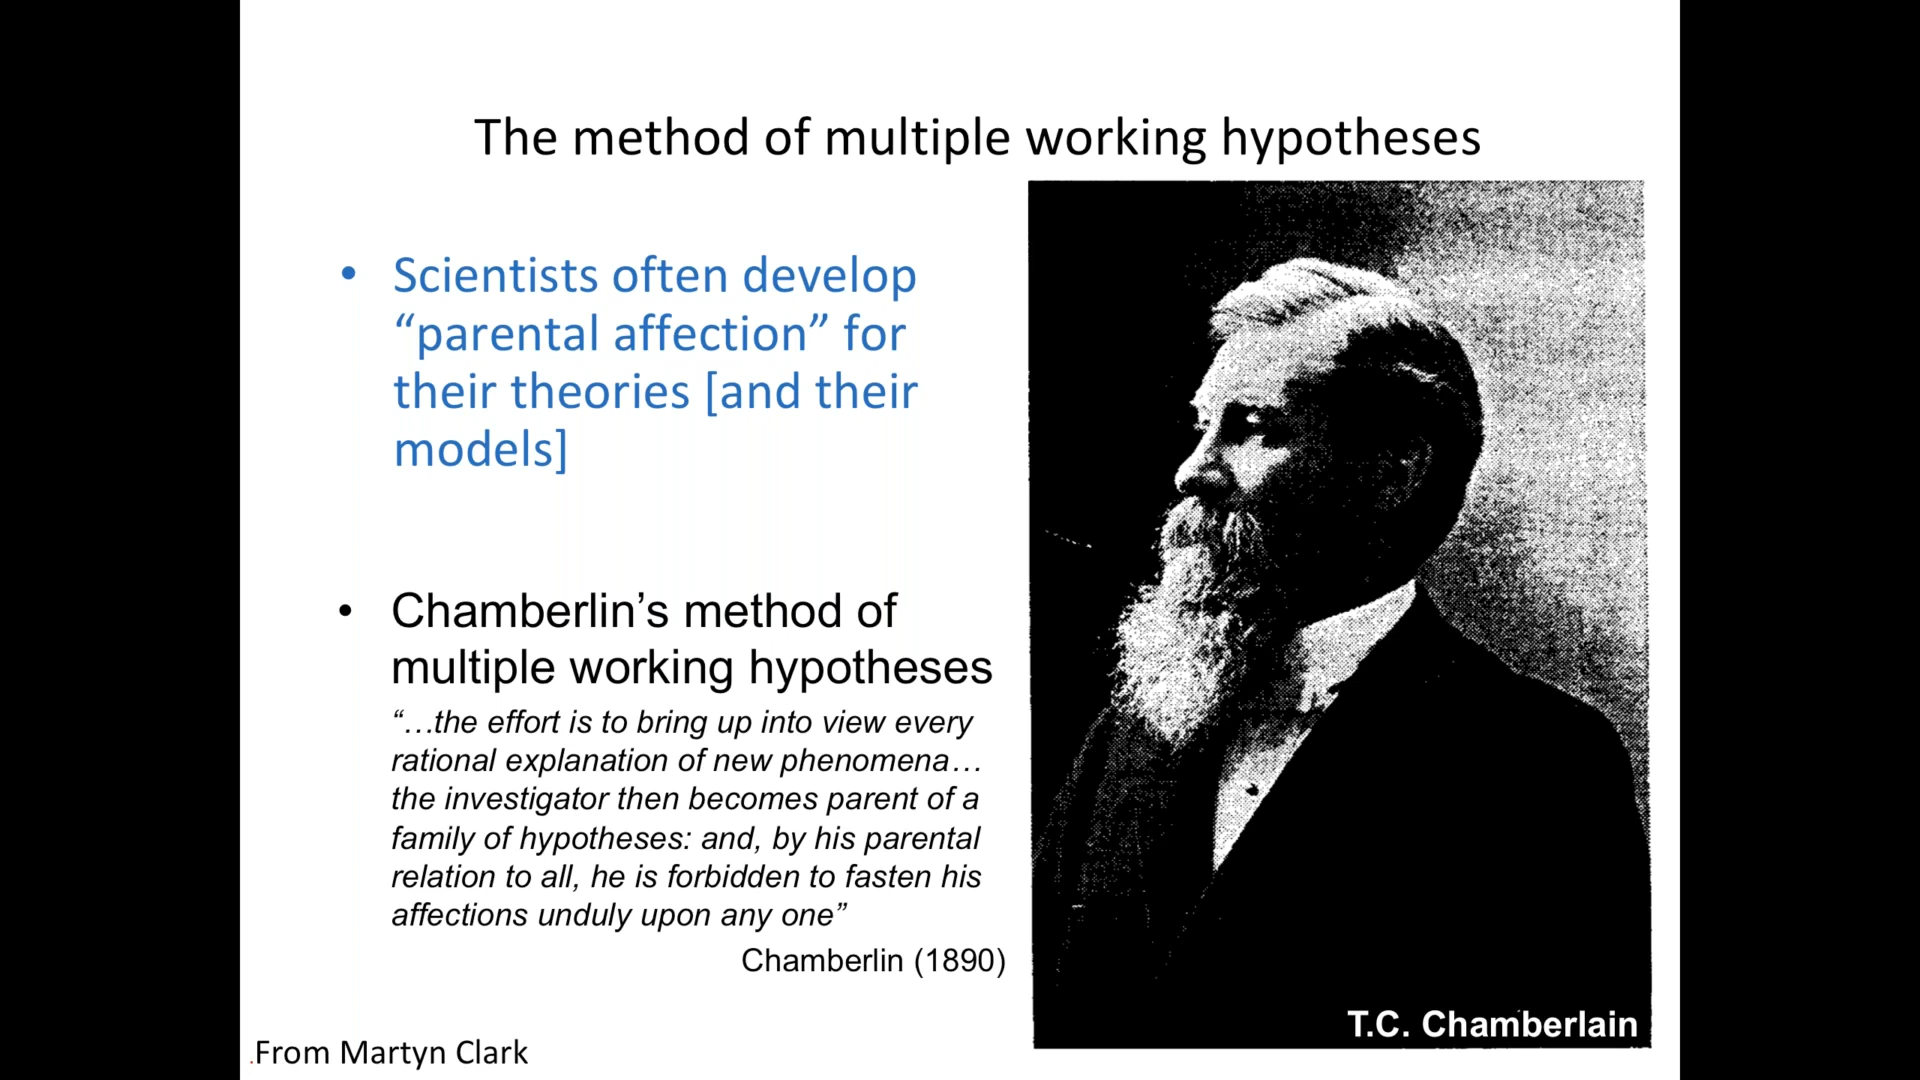 The method of multiple working hypotheses
• Scientists often develop
“parental affection” for
their theories [and their
models]
• Chamberlin’s method of
multiple working hypotheses
“…the effort is to bring up into view every
rational explanation of new phenomena…
the investigator then becomes parent of a
family of hypotheses: and, by his parental
relation to all, he is forbidden to fasten his
affections unduly upon any one”
Chamberlin (1890)
T.C. Chamberlain
.From Martyn Clark